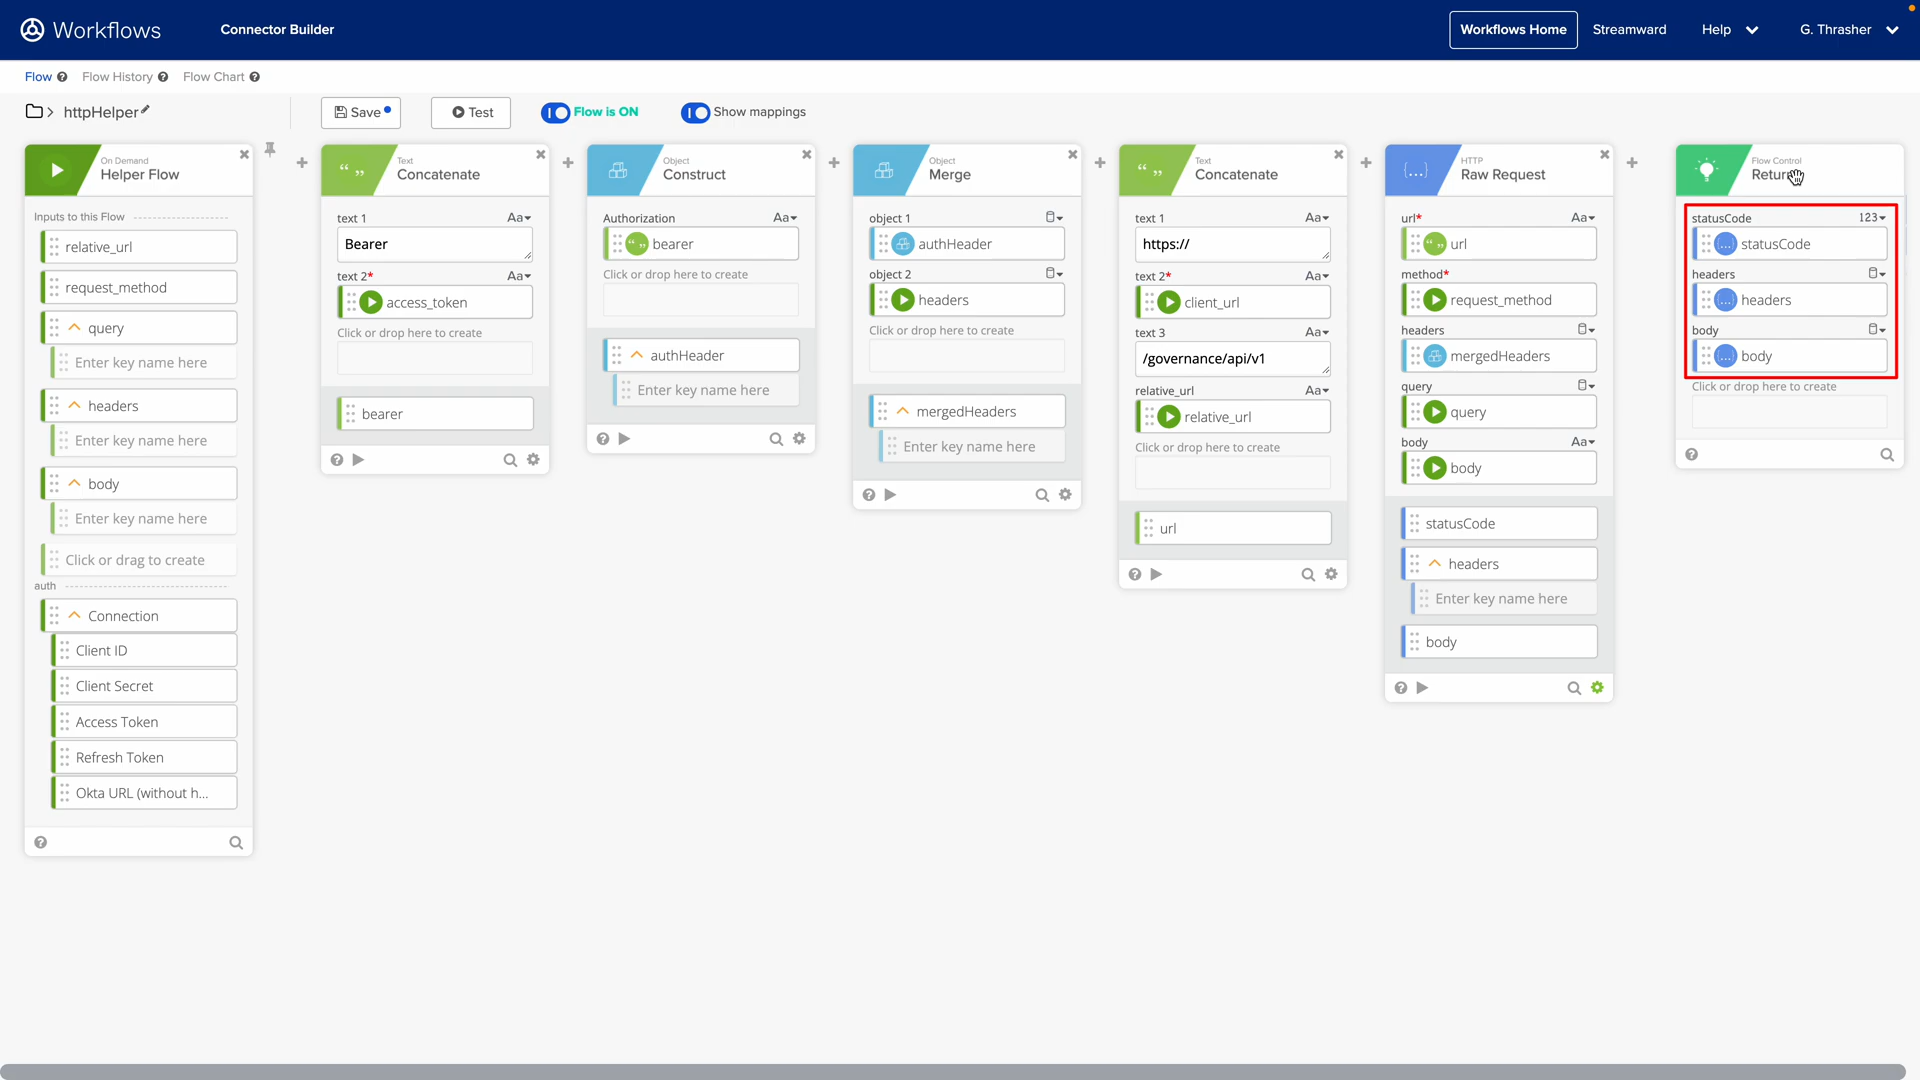 Workflows
Connector Builder
Workflows Home
Streamward
Help
G. Thrasher
Flow
Flow History
Flow Chart
httpHelper
Save
Test
Flow is ON
Show mappings
On Demand
Helper Flow
Inputs to this Flow
relative_url
request_method
query
Enter key name here
headers
Enter key name here
body
Enter key name here
Click or drag to create
auth
Connection
Client ID
Client Secret
Access Token
Refresh Token
Okta URL (without h...
Text
Concatenate
text 1 Aa
Bearer
text 2* Aa
access_token
Click or drop here to create
bearer
Object
Construct
Authorization Aa
bearer
Click or drop here to create
authHeader
Enter key name here
Object
Merge
object 1
authHeader
object 2
headers
Click or drop here to create
mergedHeaders
Enter key name here
Text
Concatenate
text 1 Aa
https://
text 2* Aa
client_url
text 3 Aa
/governance/api/v1
relative_url Aa
relative_url
Click or drop here to create
url
HTTP
Raw Request
url* Aa
url
method* Aa
request_method
headers
mergedHeaders
query
query
body Aa
body
statusCode
headers
Enter key name here
body
Flow Control
Return
statusCode 123
statusCode
headers
headers
body
body
Click or drop here to create